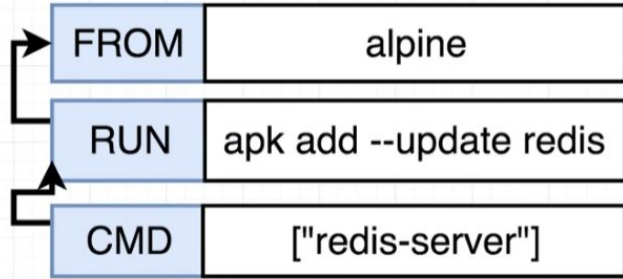 FROM alpine
RUN apk add --update redis
CMD ["redis-server"]